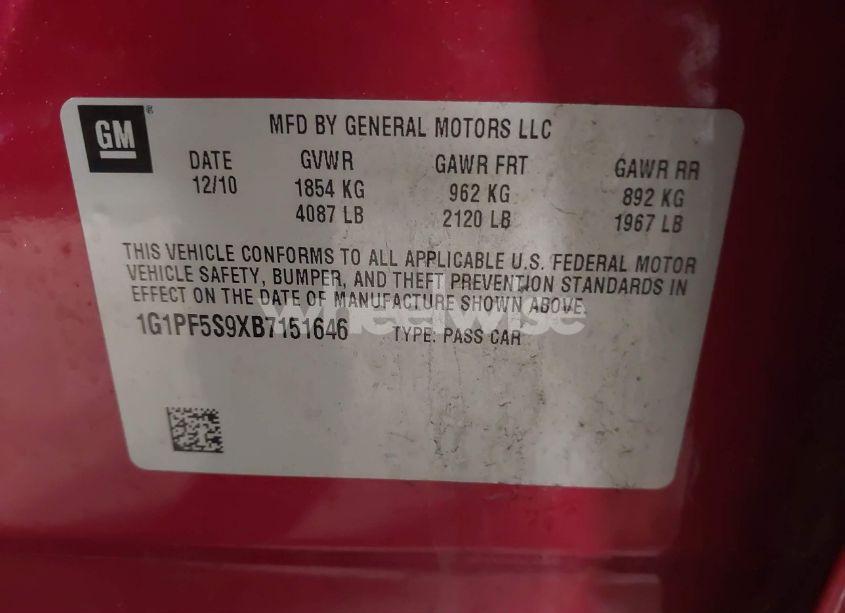 GM ® MFD BY GENERAL MOTORS LLC
DATE GVWR GAWR FRT GAWR RR
12/10 1854 KG 962 KG 892 KG
4087 LB 2120 LB 1967 LB
THIS VEHICLE CONFORMS TO ALL APPLICABLE U.S. FEDERAL MOTOR
VEHICLE SAFETY, BUMPER, AND THEFT PREVENTION STANDARDS IN
EFFECT ON THE DATE OF MANUFACTURE SHOWN ABOVE.
1G1PF5S9XB7151646 TYPE: PASS CAR
wheelwise